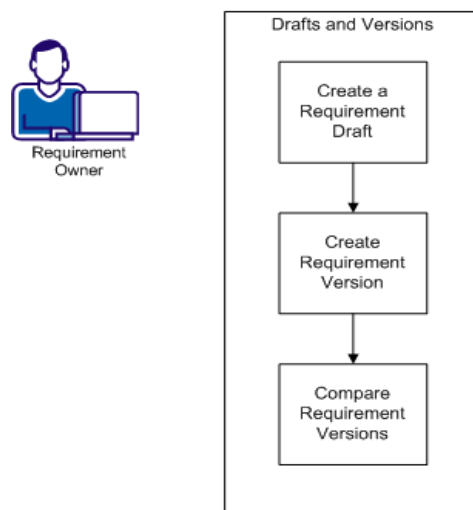 Drafts and Versions
Create a
Requirement
Draft
Requirement
Owner
Create
Requirement
Version
Compare
Requirement
Versions